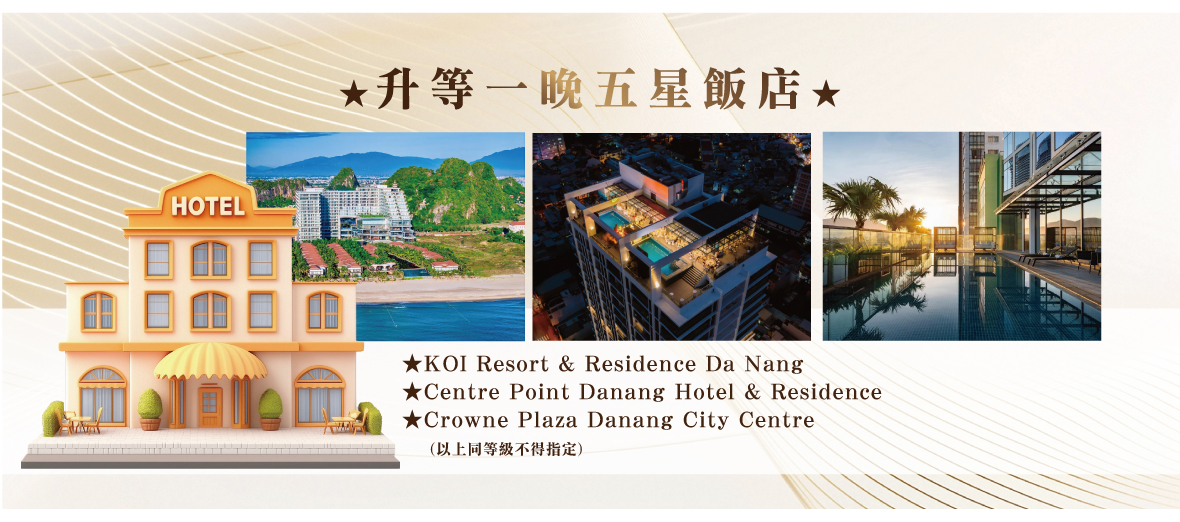 ★升等一晚五星飯店★
HOTEL
★KOI Resort & Residence Da Nang
★Centre Point Danang Hotel & Residence
★Crowne Plaza Danang City Centre
(以上同等級不得指定)